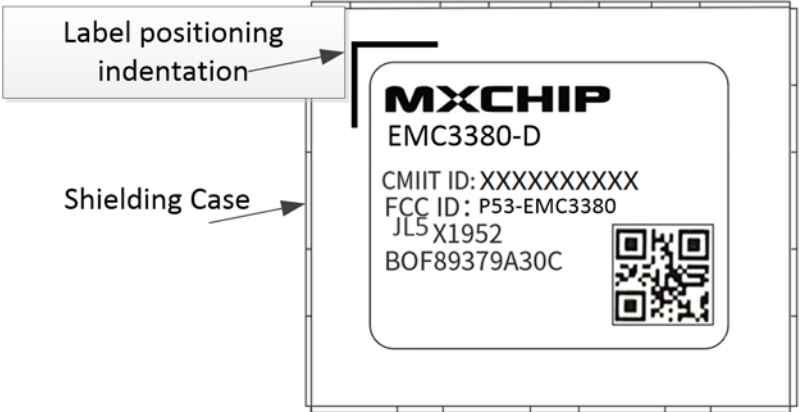 Label positioning
indentation
Shielding Case
MXCHIP
EMC3380-D
CMIIT ID: XXXXXXXXXX
FCC ID: P53-EMC3380
JL5 X1952
BOF89379A30C